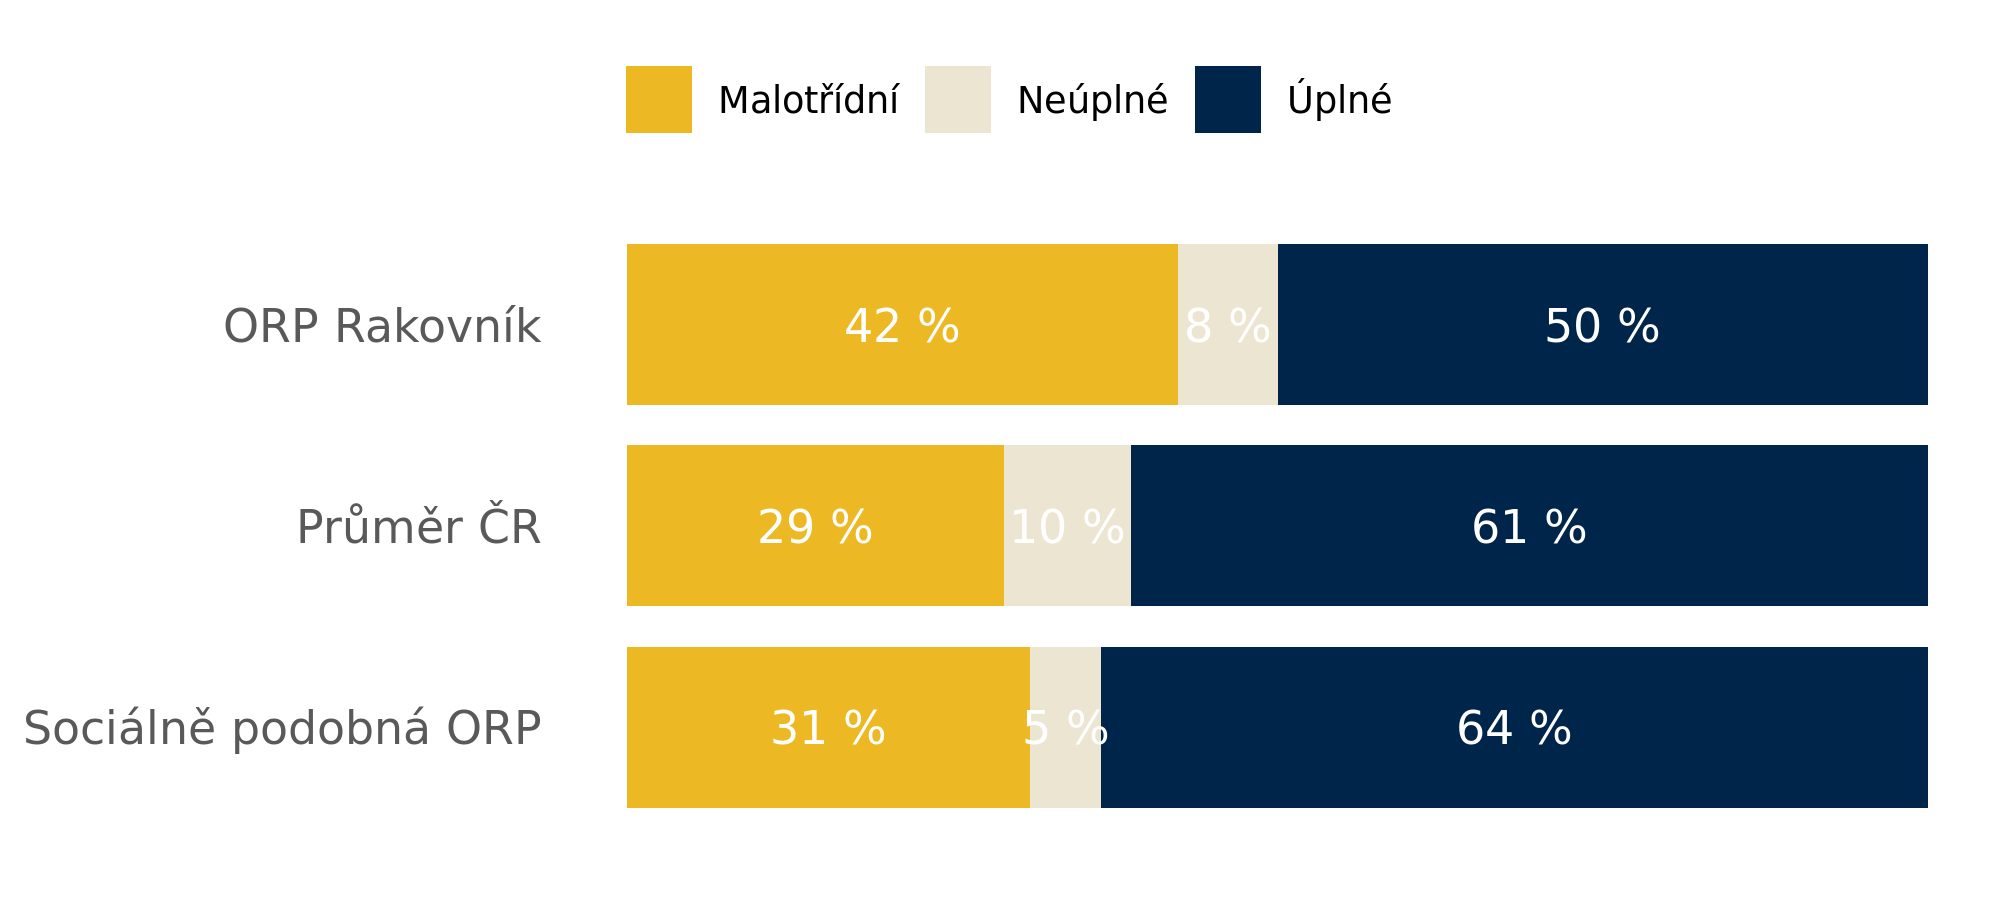 Malotřídní Neúplné Úplné
ORP Rakovník 42 % 8 % 50 %
Průměr ČR 29 % 10 % 61 %
Sociálně podobná ORP 31 % 5 % 64 %